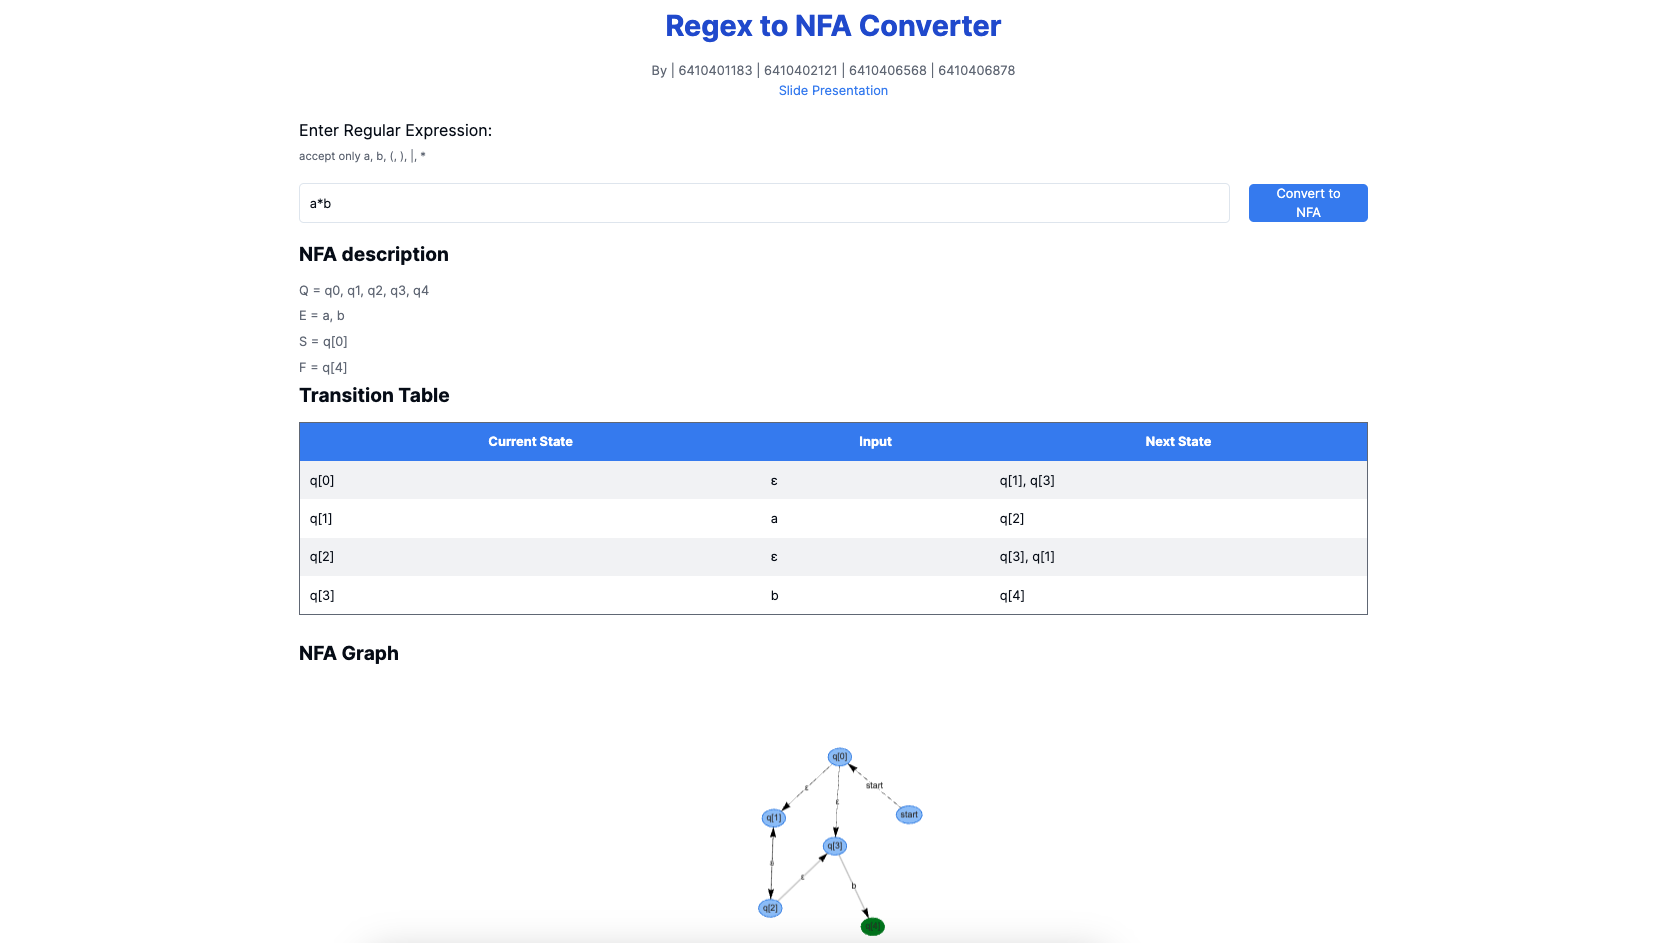 Regex to NFA Converter
By | 6410401183 | 6410402121 | 6410406568 | 6410406878
Slide Presentation
Enter Regular Expression:
accept only a, b, (, ), |, *
a*b
Convert to
NFA
NFA description
Q = q0, q1, q2, q3, q4
E = a, b
S = q[0]
F = q[4]
Transition Table
Current State Input Next State
q[0] ε q[1], q[3]
q[1] a q[2]
q[2] ε q[3], q[1]
q[3] b q[4]
NFA Graph
q[0]
start
ε
ε
start
q[1]
q[3]
ε
b
q[2]